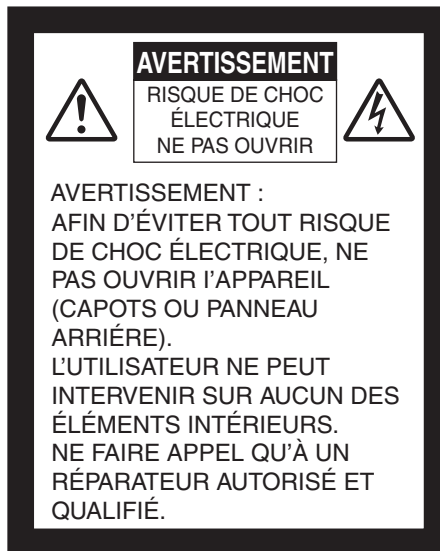 AVERTISSEMENT
RISQUE DE CHOC
ÉLECTRIQUE
NE PAS OUVRIR
AVERTISSEMENT :
AFIN D’ÉVITER TOUT RISQUE
DE CHOC ÉLECTRIQUE, NE
PAS OUVRIR l’APPAREIL
(CAPOTS OU PANNEAU
ARRIÉRE).
L’UTILISATEUR NE PEUT
INTERVENIR SUR AUCUN DES
ÉLÉMENTS INTÉRIEURS.
NE FAIRE APPEL QU’À UN
RÉPARATEUR AUTORISÉ ET
QUALIFIÉ.